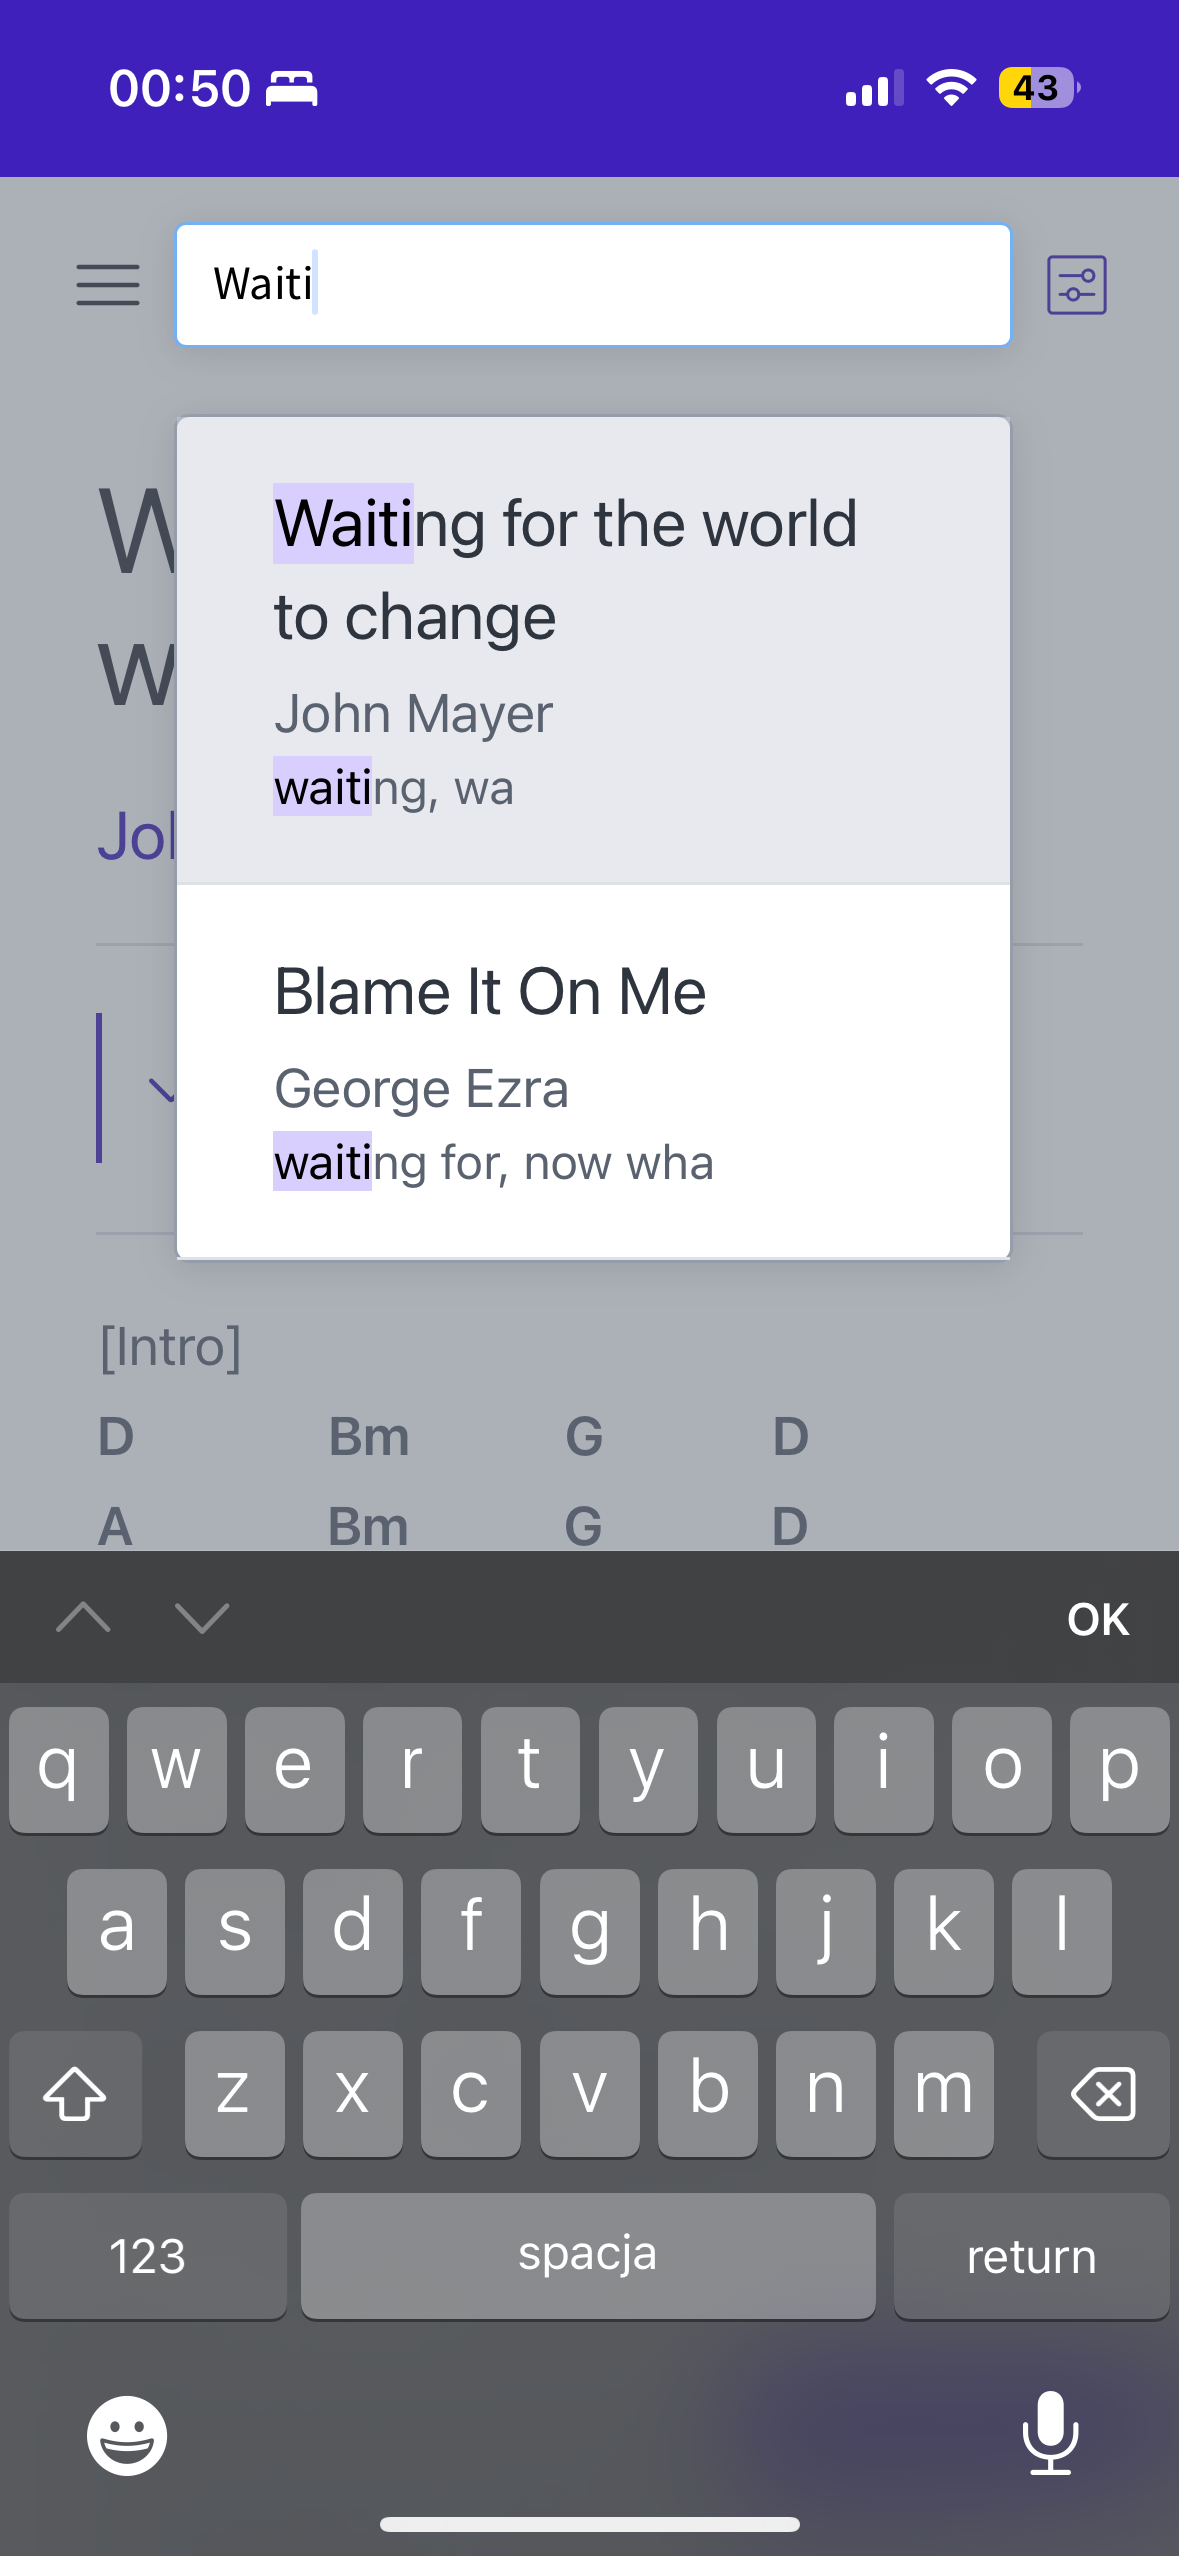 00:50
43
Waiti
Waiting for the world
to change
John Mayer
waiting, wa
Blame It On Me
George Ezra
waiting for, now wha
[Intro]
D Bm G D
A Bm G D
OK
q w e r t y u i o p
a s d f g h j k l
z x c v b n m
123 spacja return